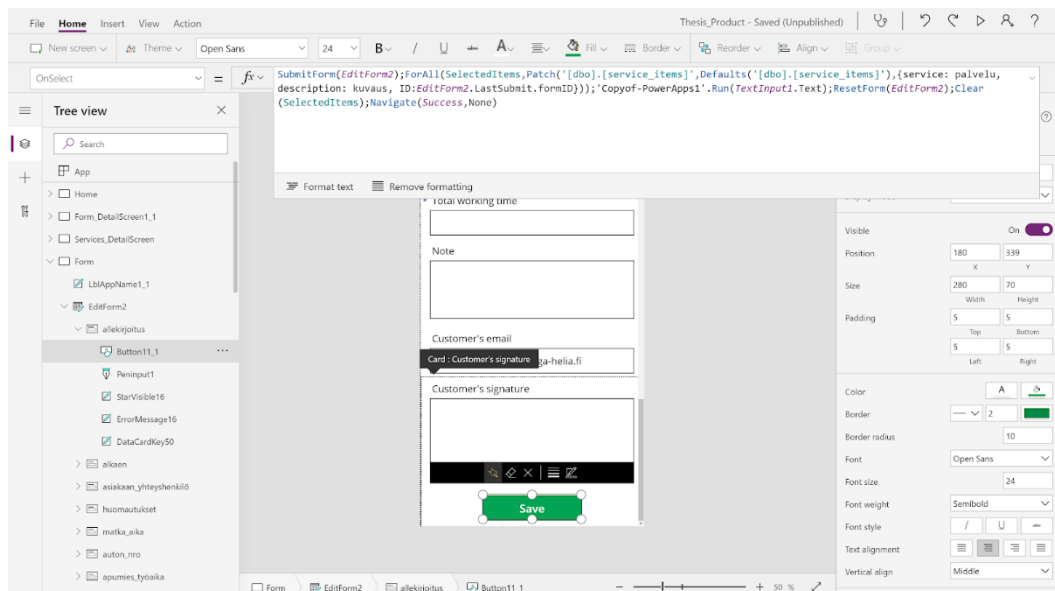 File Home Insert View Action Thesis_Product - Saved (Unpublished)
New screen Theme Open Sans 24 B / U abc A Fill Border Reorder Align Group
OnSelect = fx SubmitForm(EditForm2);ForAll(SelectedItems,Patch('[dbo].[service_items]',Defaults('[dbo].[service_items]'),{service: palvelu,
description: kuvaus, ID:EditForm2.LastSubmit.formID}));'Copyof-PowerApps1'.Run(TextInput1.Text);ResetForm(EditForm2);Clear
(SelectedItems);Navigate(Success,None)
Format text Remove formatting
Tree view
Search
App
Home
Form_DetailScreen1_1
Services_DetailScreen
Form
LblAppName1_1
EditForm2
allekirjoitus
Button11_1 ...
Peninput1
StarVisible16
ErrorMessage16
DataCardKey50
alkaen
asiakaan_yhteyshenkilö
huomautukset
matka_aika
auton_nro
apumies_työaika
* Total working time
Note
Customer's email
Card : Customer's signature ga-helia.fi
Customer's signature
Save
Visible On
Position 180 339
X Y
Size 280 70
Width Height
Padding 5 5
Top Bottom
5 5
Left Right
Color A
Border 2
Border radius 10
Font Open Sans
Font size 24
Font weight Semibold
Font style / U abc
Text alignment
Vertical align Middle
Form EditForm2 allekirjoitus Button11_1 − + 50 %